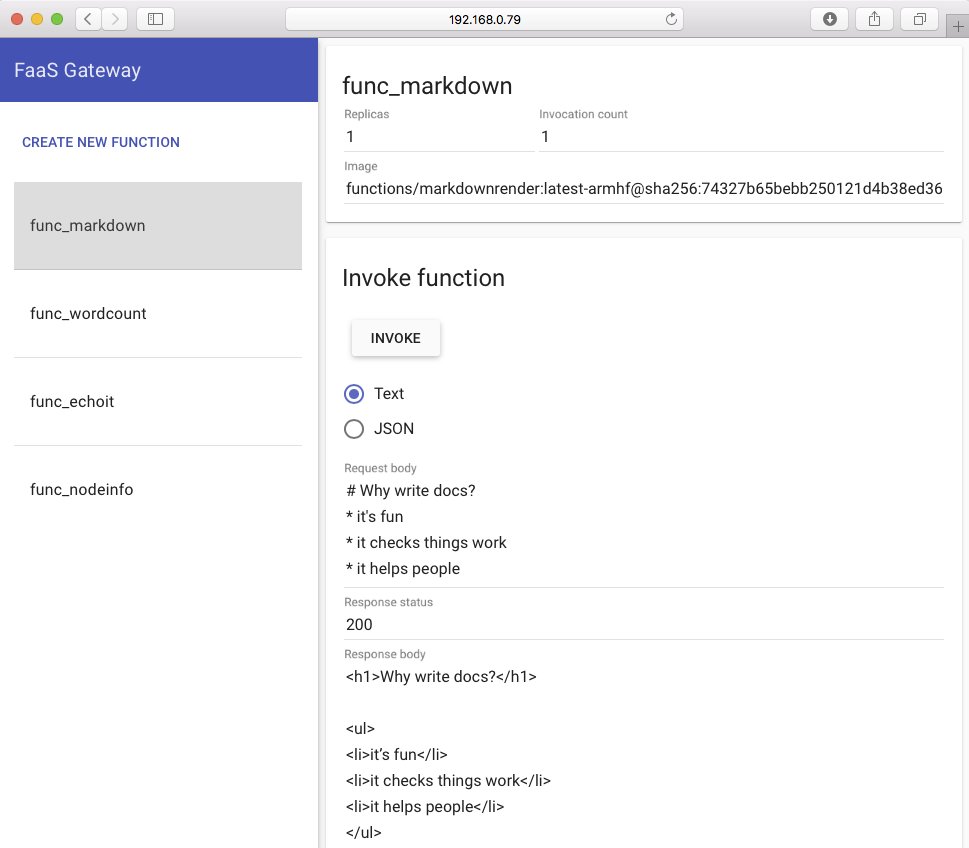 192.168.0.79
FaaS Gateway
CREATE NEW FUNCTION
func_markdown
func_wordcount
func_echoit
func_nodeinfo
func_markdown
Replicas
Invocation count
1
1
Image
functions/markdownrender:latest-armhf@sha256:74327b65bebb250121d4b38ed36
Invoke function
INVOKE
Text
JSON
Request body
# Why write docs?
* it's fun
* it checks things work
* it helps people
Response status
200
Response body
<h1>Why write docs?</h1>
<ul>
<li>it’s fun</li>
<li>it checks things work</li>
<li>it helps people</li>
</ul>